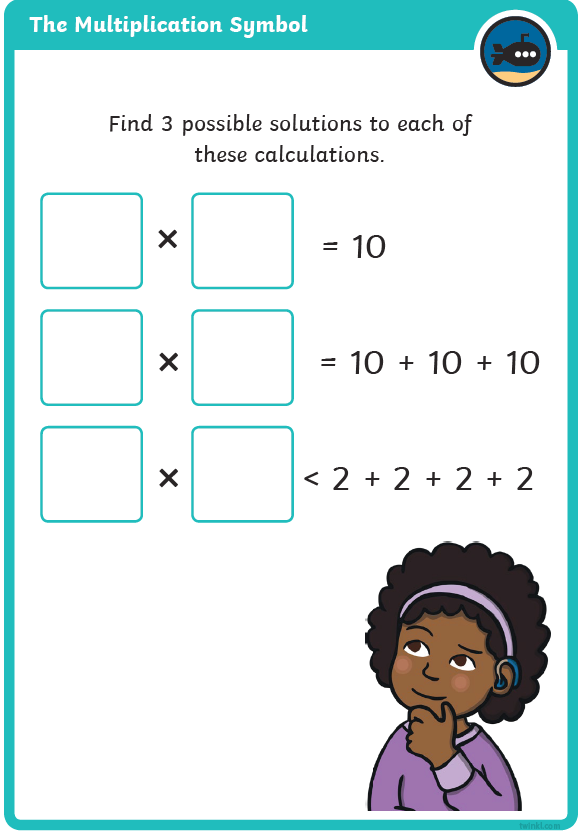 The Multiplication Symbol
Find 3 possible solutions to each of
these calculations.
× = 10
× = 10 + 10 + 10
× < 2 + 2 + 2 + 2
twinkl.com